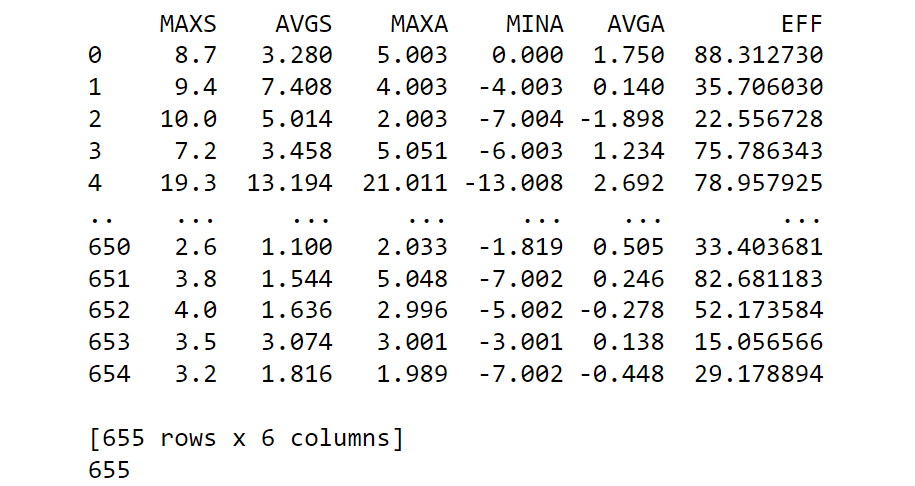 MAXS AVGS MAXA MINA AVGA EFF
0 8.7 3.280 5.003 0.000 1.750 88.312730
1 9.4 7.408 4.003 -4.003 0.140 35.706030
2 10.0 5.014 2.003 -7.004 -1.898 22.556728
3 7.2 3.458 5.051 -6.003 1.234 75.786343
4 19.3 13.194 21.011 -13.008 2.692 78.957925
.. ... ... ... ... ... ...
650 2.6 1.100 2.033 -1.819 0.505 33.403681
651 3.8 1.544 5.048 -7.002 0.246 82.681183
652 4.0 1.636 2.996 -5.002 -0.278 52.173584
653 3.5 3.074 3.001 -3.001 0.138 15.056566
654 3.2 1.816 1.989 -7.002 -0.448 29.178894
[655 rows x 6 columns]
655